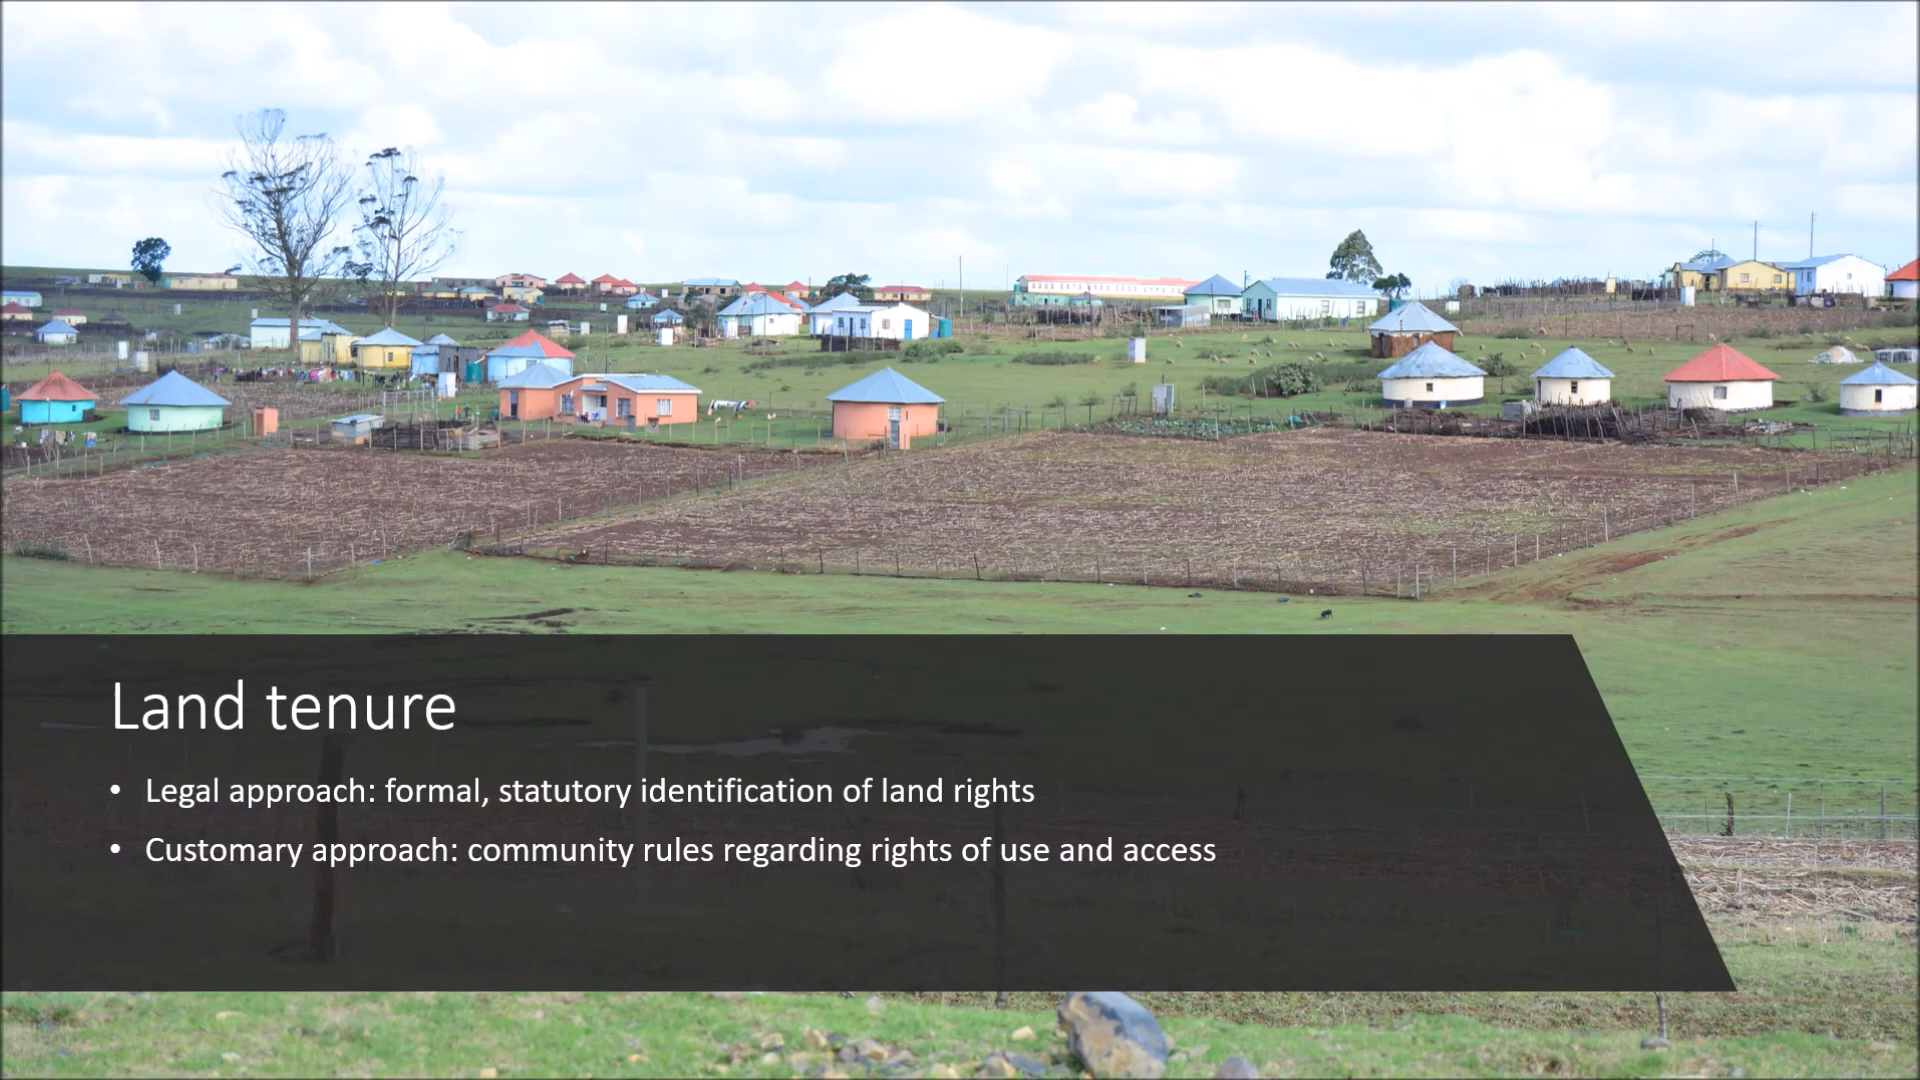 Land tenure
• Legal approach: formal, statutory identification of land rights
• Customary approach: community rules regarding rights of use and access